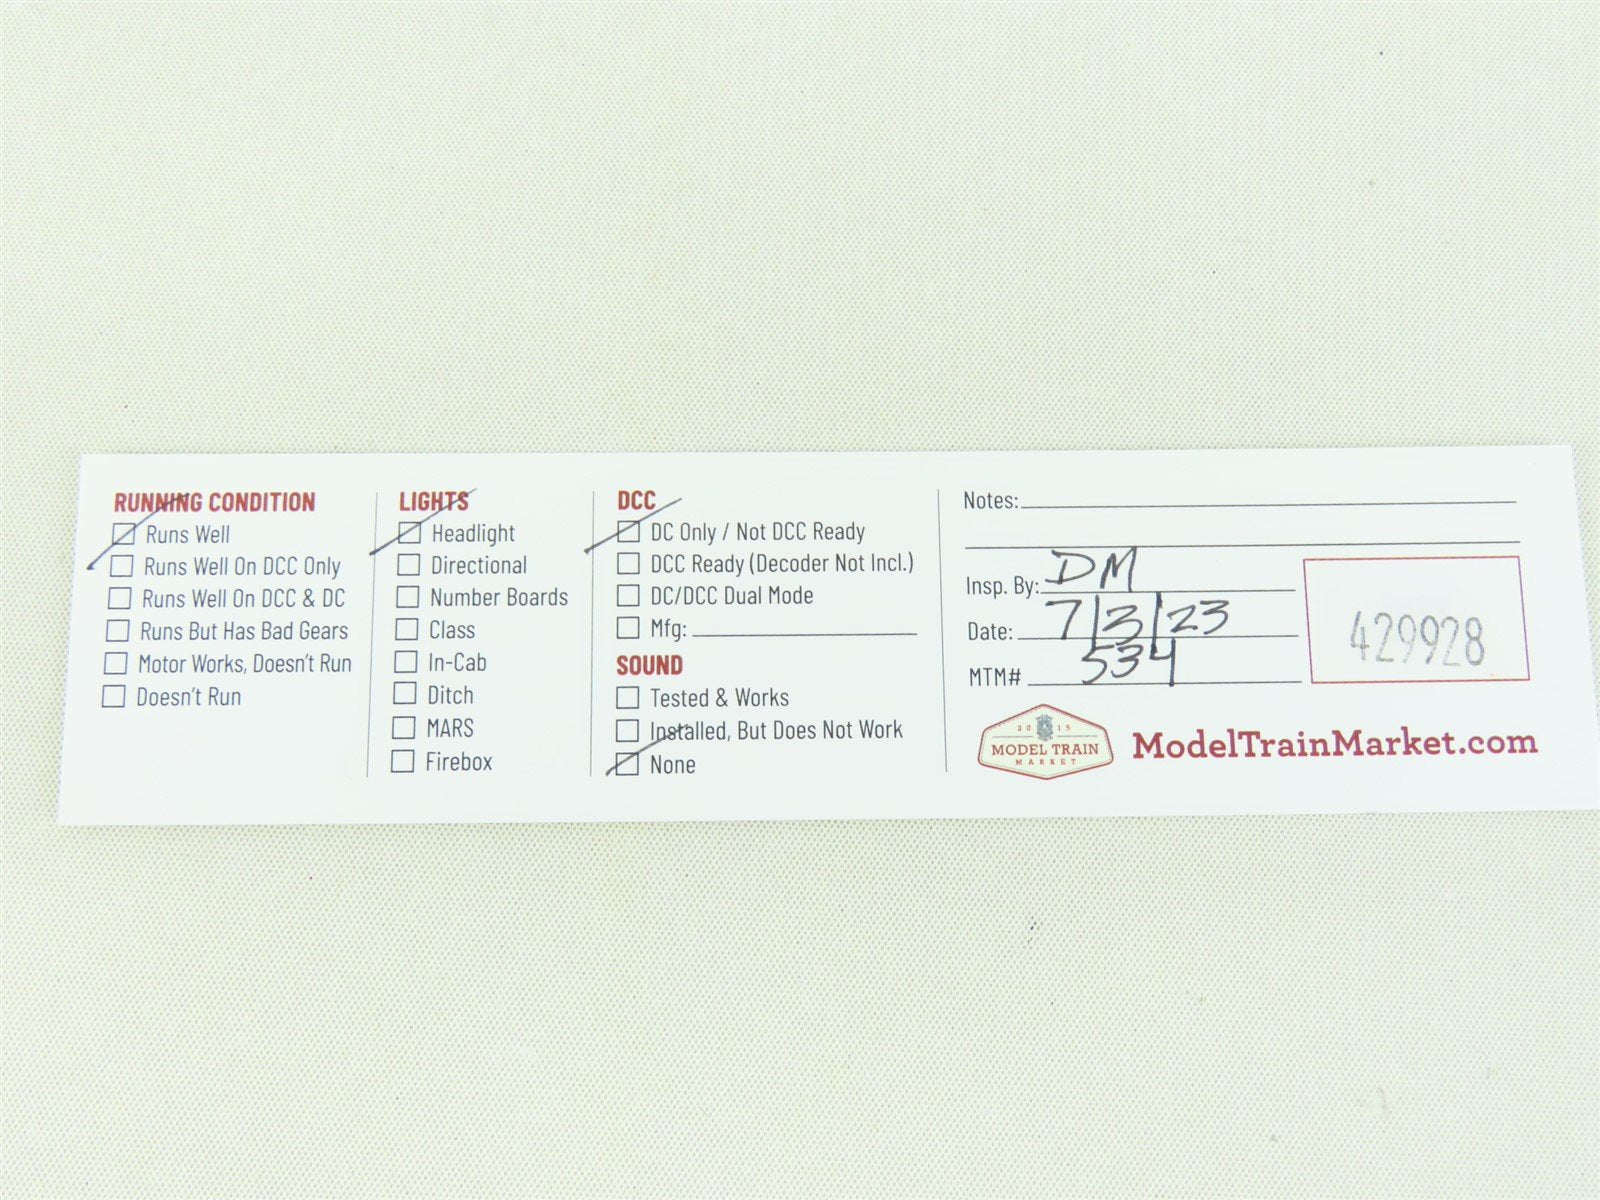 RUNNING CONDITION
Runs Well
Runs Well On DCC Only
Runs Well On DCC & DC
Runs But Has Bad Gears
Motor Works, Doesn't Run
Doesn't Run
LIGHTS
Headlight
Directional
Number Boards
Class
In-Cab
Ditch
MARS
Firebox
DCC
DC Only / Not DCC Ready
DCC Ready (Decoder Not Incl.)
DC/DCC Dual Mode
Mfg:
SOUND
Tested & Works
Installed, But Does Not Work
None
Notes:
Insp. By: DM
Date: 7/3/23
MTM# 534
429928
2015
MODEL TRAIN
MARKET
ModelTrainMarket.com